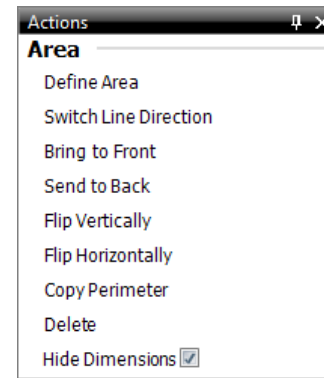 Actions
Area
Define Area
Switch Line Direction
Bring to Front
Send to Back
Flip Vertically
Flip Horizontally
Copy Perimeter
Delete
Hide Dimensions